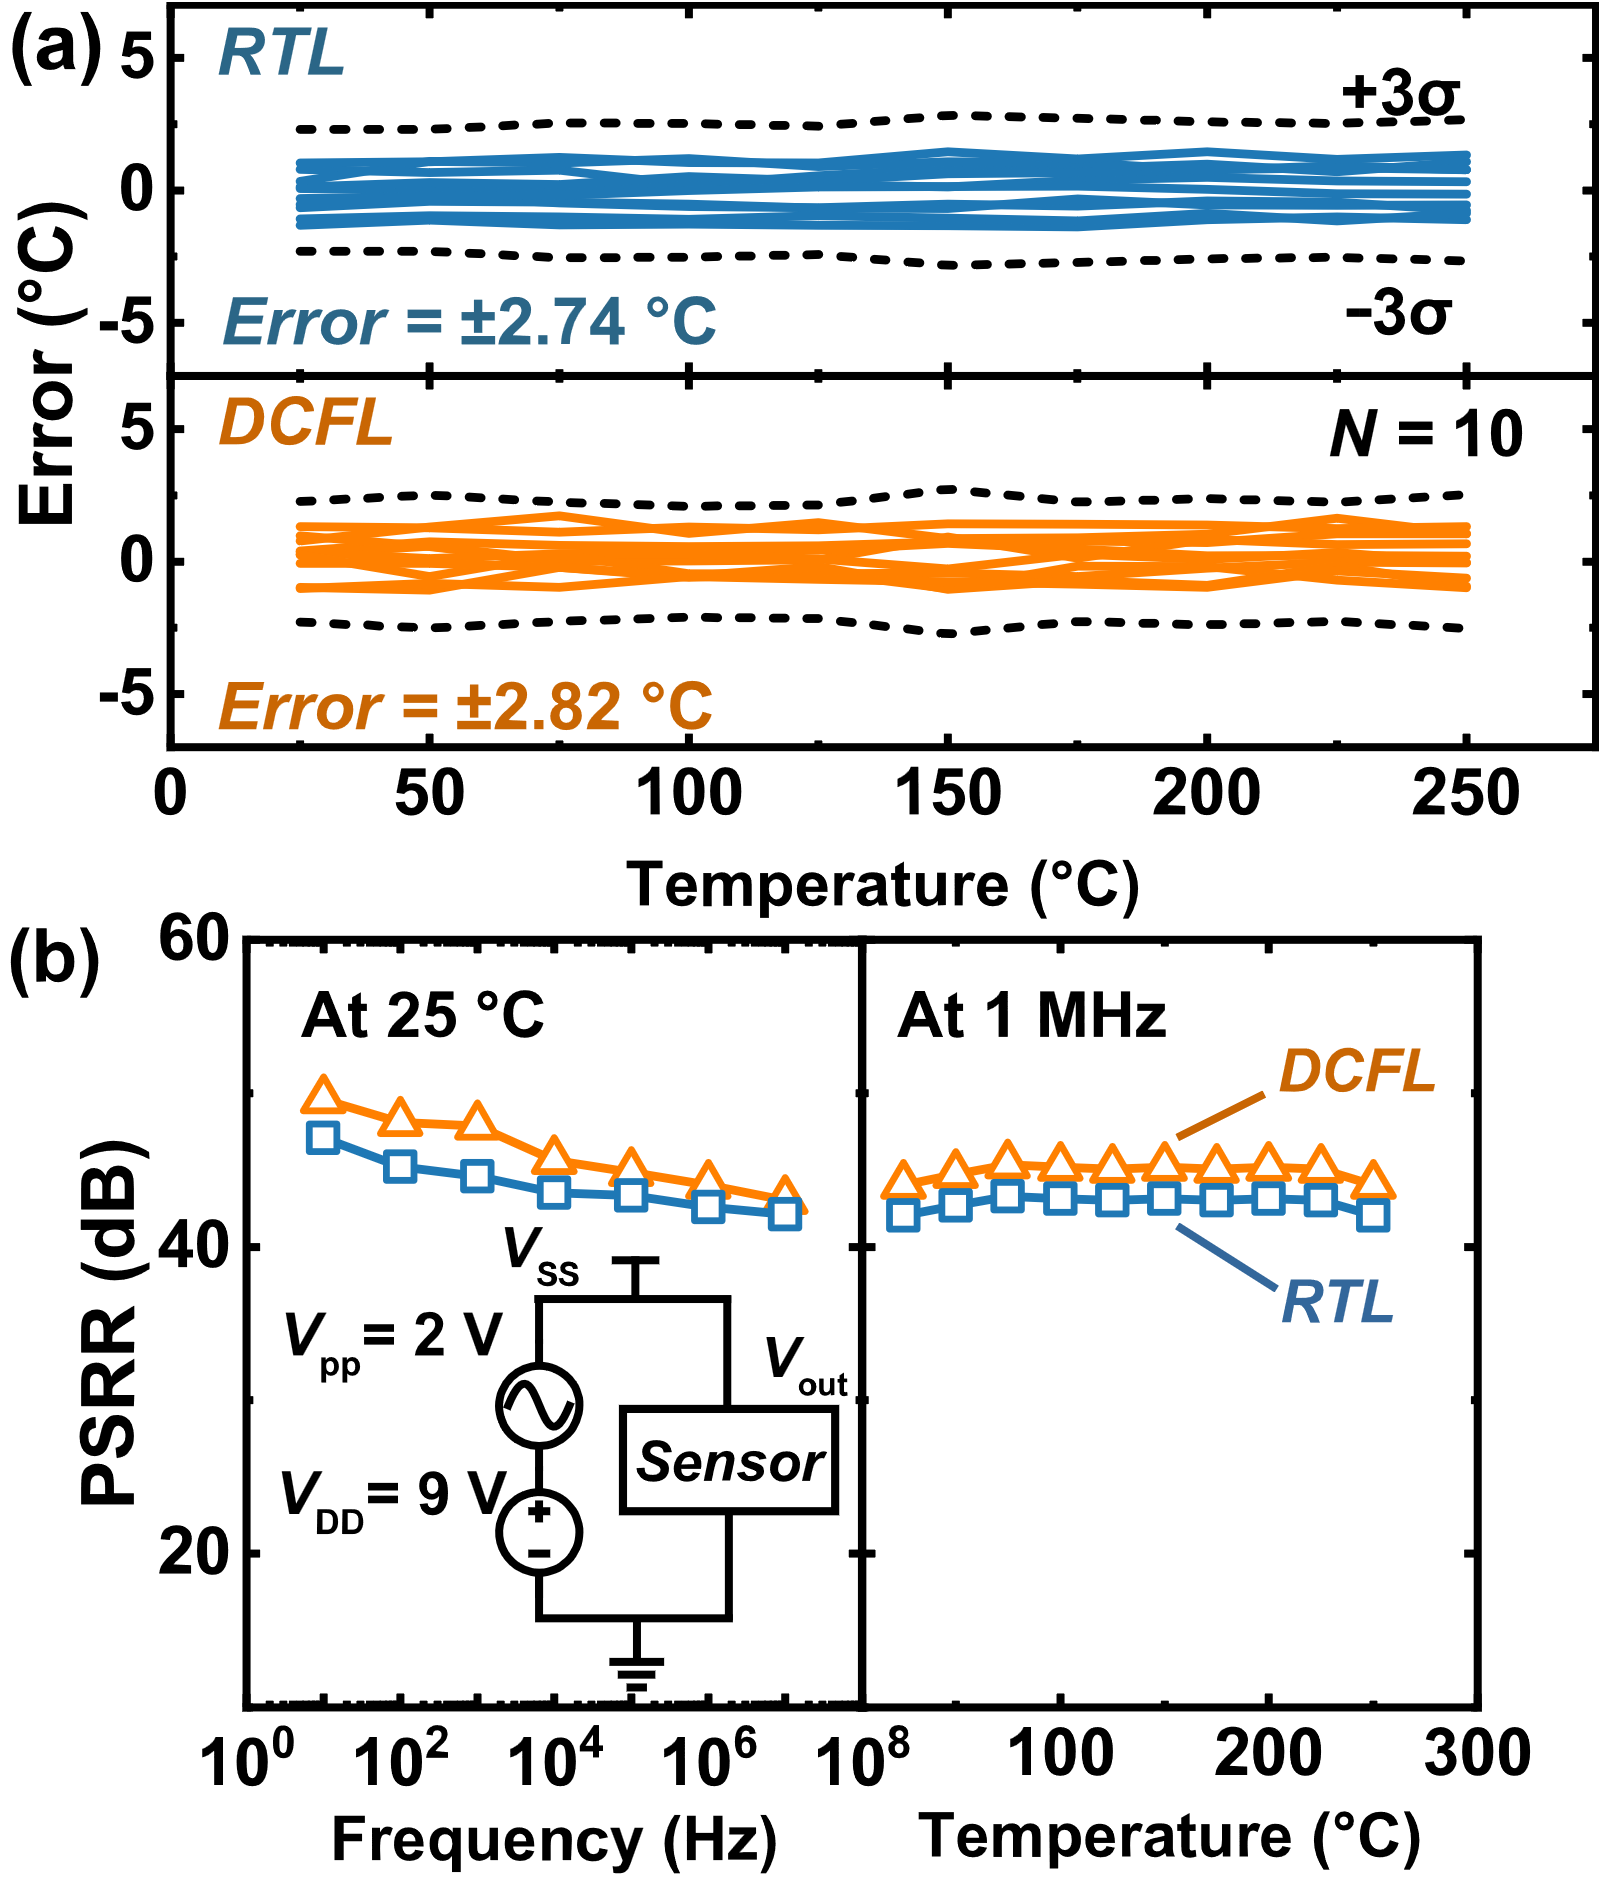 (a)
RTL
+3σ
5
0
-5
−3σ
Error = ±2.74 °C
Error (°C)
DCFL
N = 10
5
0
-5
Error = ±2.82 °C
0 50 100 150 200 250
Temperature (°C)
(b)
60
40
20
PSRR (dB)
At 25 °C
V_SS
V_pp = 2 V
V_out
Sensor
V_DD = 9 V
+
−
10^0 10^2 10^4 10^6 10^8
Frequency (Hz)
At 1 MHz
DCFL
RTL
100 200 300
Temperature (°C)